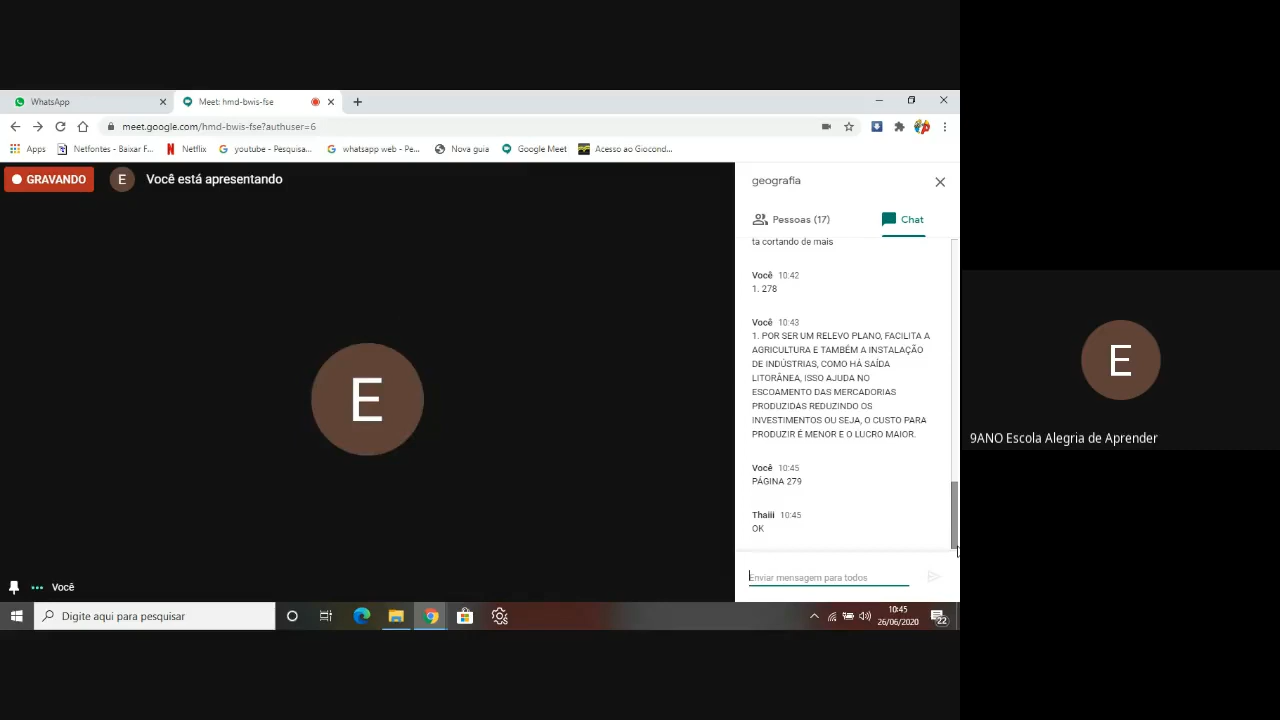 WhatsApp
Meet: hmd-bwis-fse
meet.google.com/hmd-bwis-fse?authuser=6
Apps
Netfontes - Baixar F...
Netflix
youtube - Pesquisa...
whatsapp web - Pe...
Nova guia
Google Meet
Acesso ao Giocond...
GRAVANDO
E
Você está apresentando
geografia
Pessoas (17)
Chat
ta cortando de mais
Você 10:42
1. 278
Você 10:43
1. POR SER UM RELEVO PLANO, FACILITA A
AGRICULTURA E TAMBÉM A INSTALAÇÃO
DE INDÚSTRIAS, COMO HÁ SAÍDA
LITORÂNEA, ISSO AJUDA NO
ESCOAMENTO DAS MERCADORIAS
PRODUZIDAS REDUZINDO OS
INVESTIMENTOS OU SEJA, O CUSTO PARA
PRODUZIR É MENOR E O LUCRO MAIOR.
Você 10:45
PÁGINA 279
Thaiii 10:45
OK
Enviar mensagem para todos
E
Você
E
9ANO Escola Alegria de Aprender
Digite aqui para pesquisar
10:45
26/06/2020
22